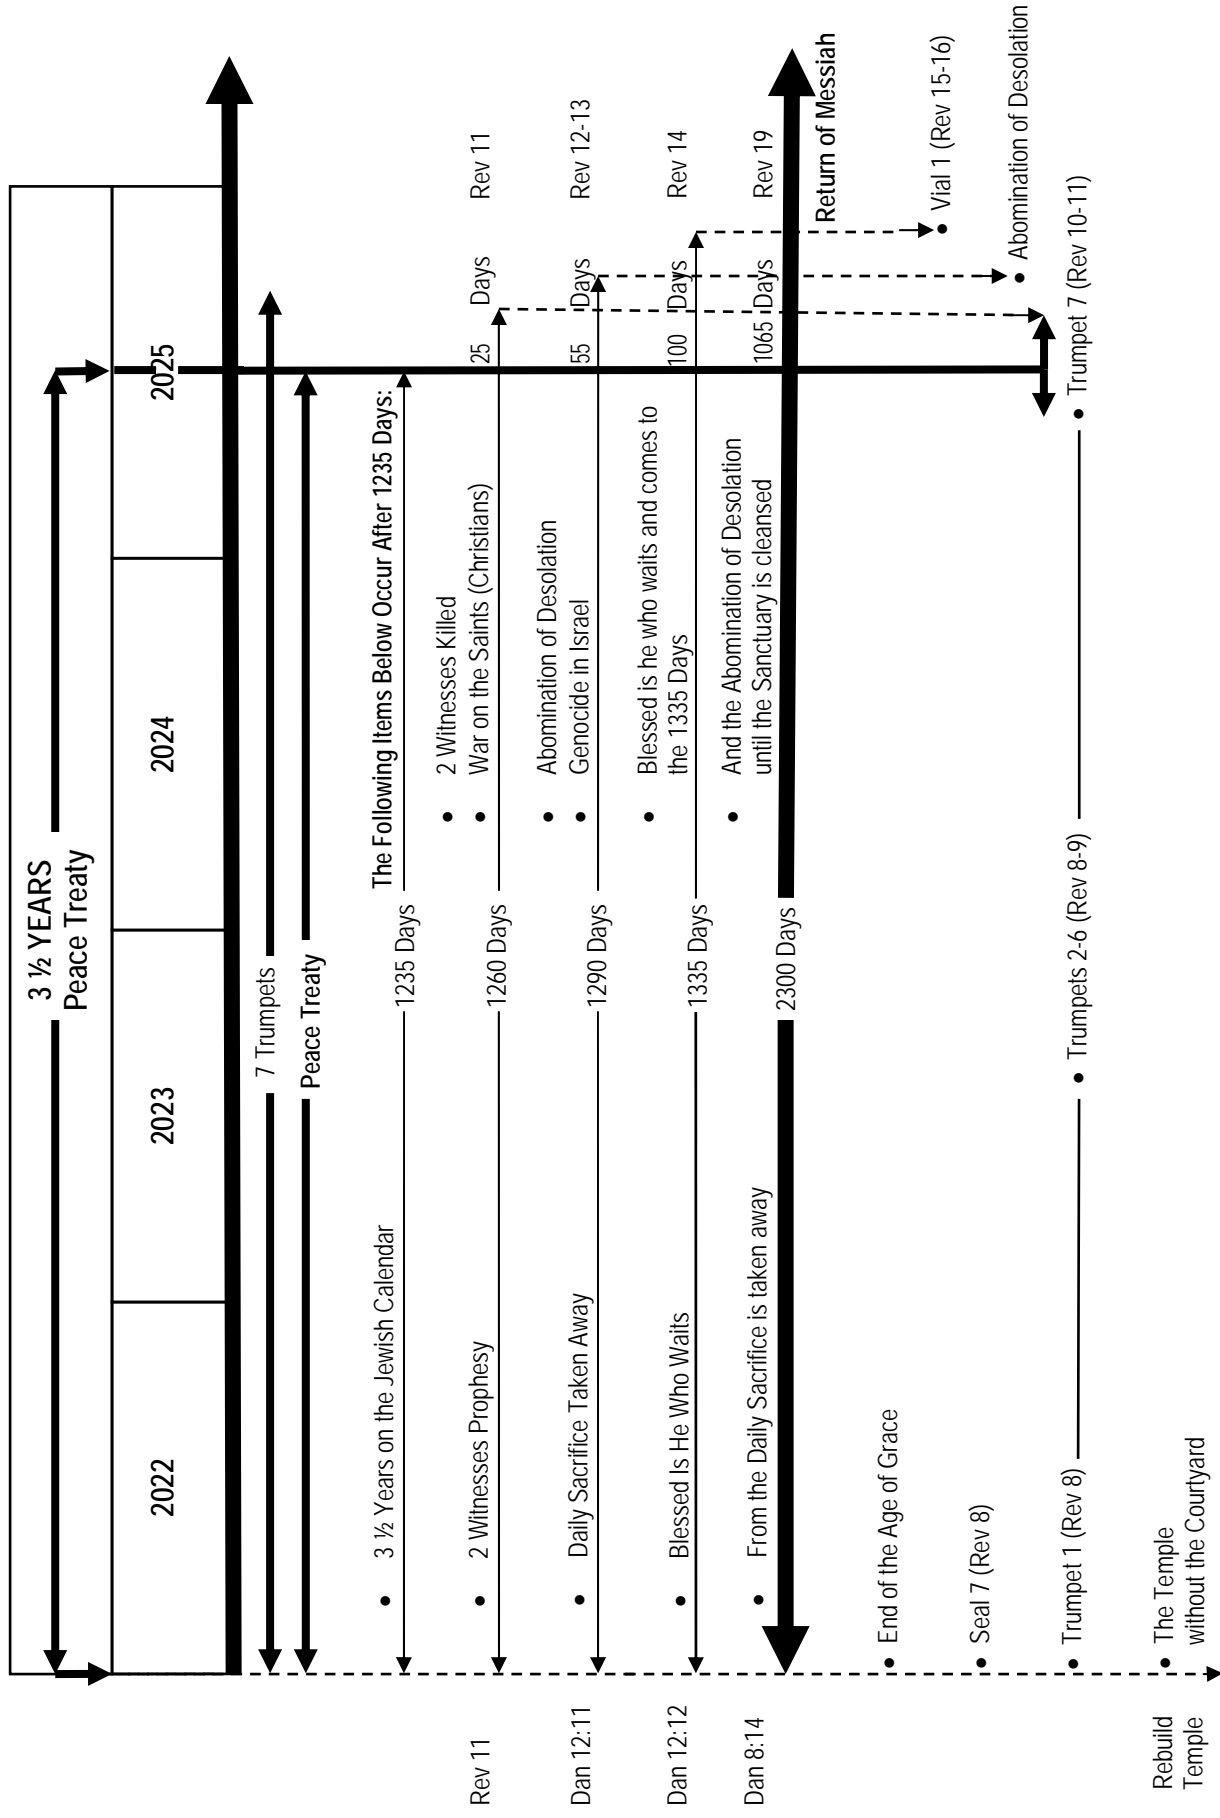 3 ½ YEARS
Peace Treaty
2022
2023
2024
2025
7 Trumpets
Peace Treaty
The Following Items Below Occur After 1235 Days:
• 3 ½ Years on the Jewish Calendar
1235 Days
• 2 Witnesses Killed
Rev 11
• 2 Witnesses Prophesy
1260 Days
• War on the Saints (Christians)
25 Days
Rev 11
• Abomination of Desolation
Dan 12:11
• Daily Sacrifice Taken Away
1290 Days
• Genocide in Israel
55 Days
Rev 12-13
• Blessed is he who waits and comes to
the 1335 Days
Dan 12:12
• Blessed Is He Who Waits
1335 Days
100 Days
Rev 14
• And the Abomination of Desolation
until the Sanctuary is cleansed
Dan 8:14
• From the Daily Sacrifice is taken away
2300 Days
1065 Days
Rev 19
Return of Messiah
• End of the Age of Grace
• Vial 1 (Rev 15-16)
• Seal 7 (Rev 8)
• Abomination of Desolation
• Trumpet 1 (Rev 8)
• Trumpets 2-6 (Rev 8-9)
• Trumpet 7 (Rev 10-11)
Rebuild
Temple
• The Temple
without the Courtyard